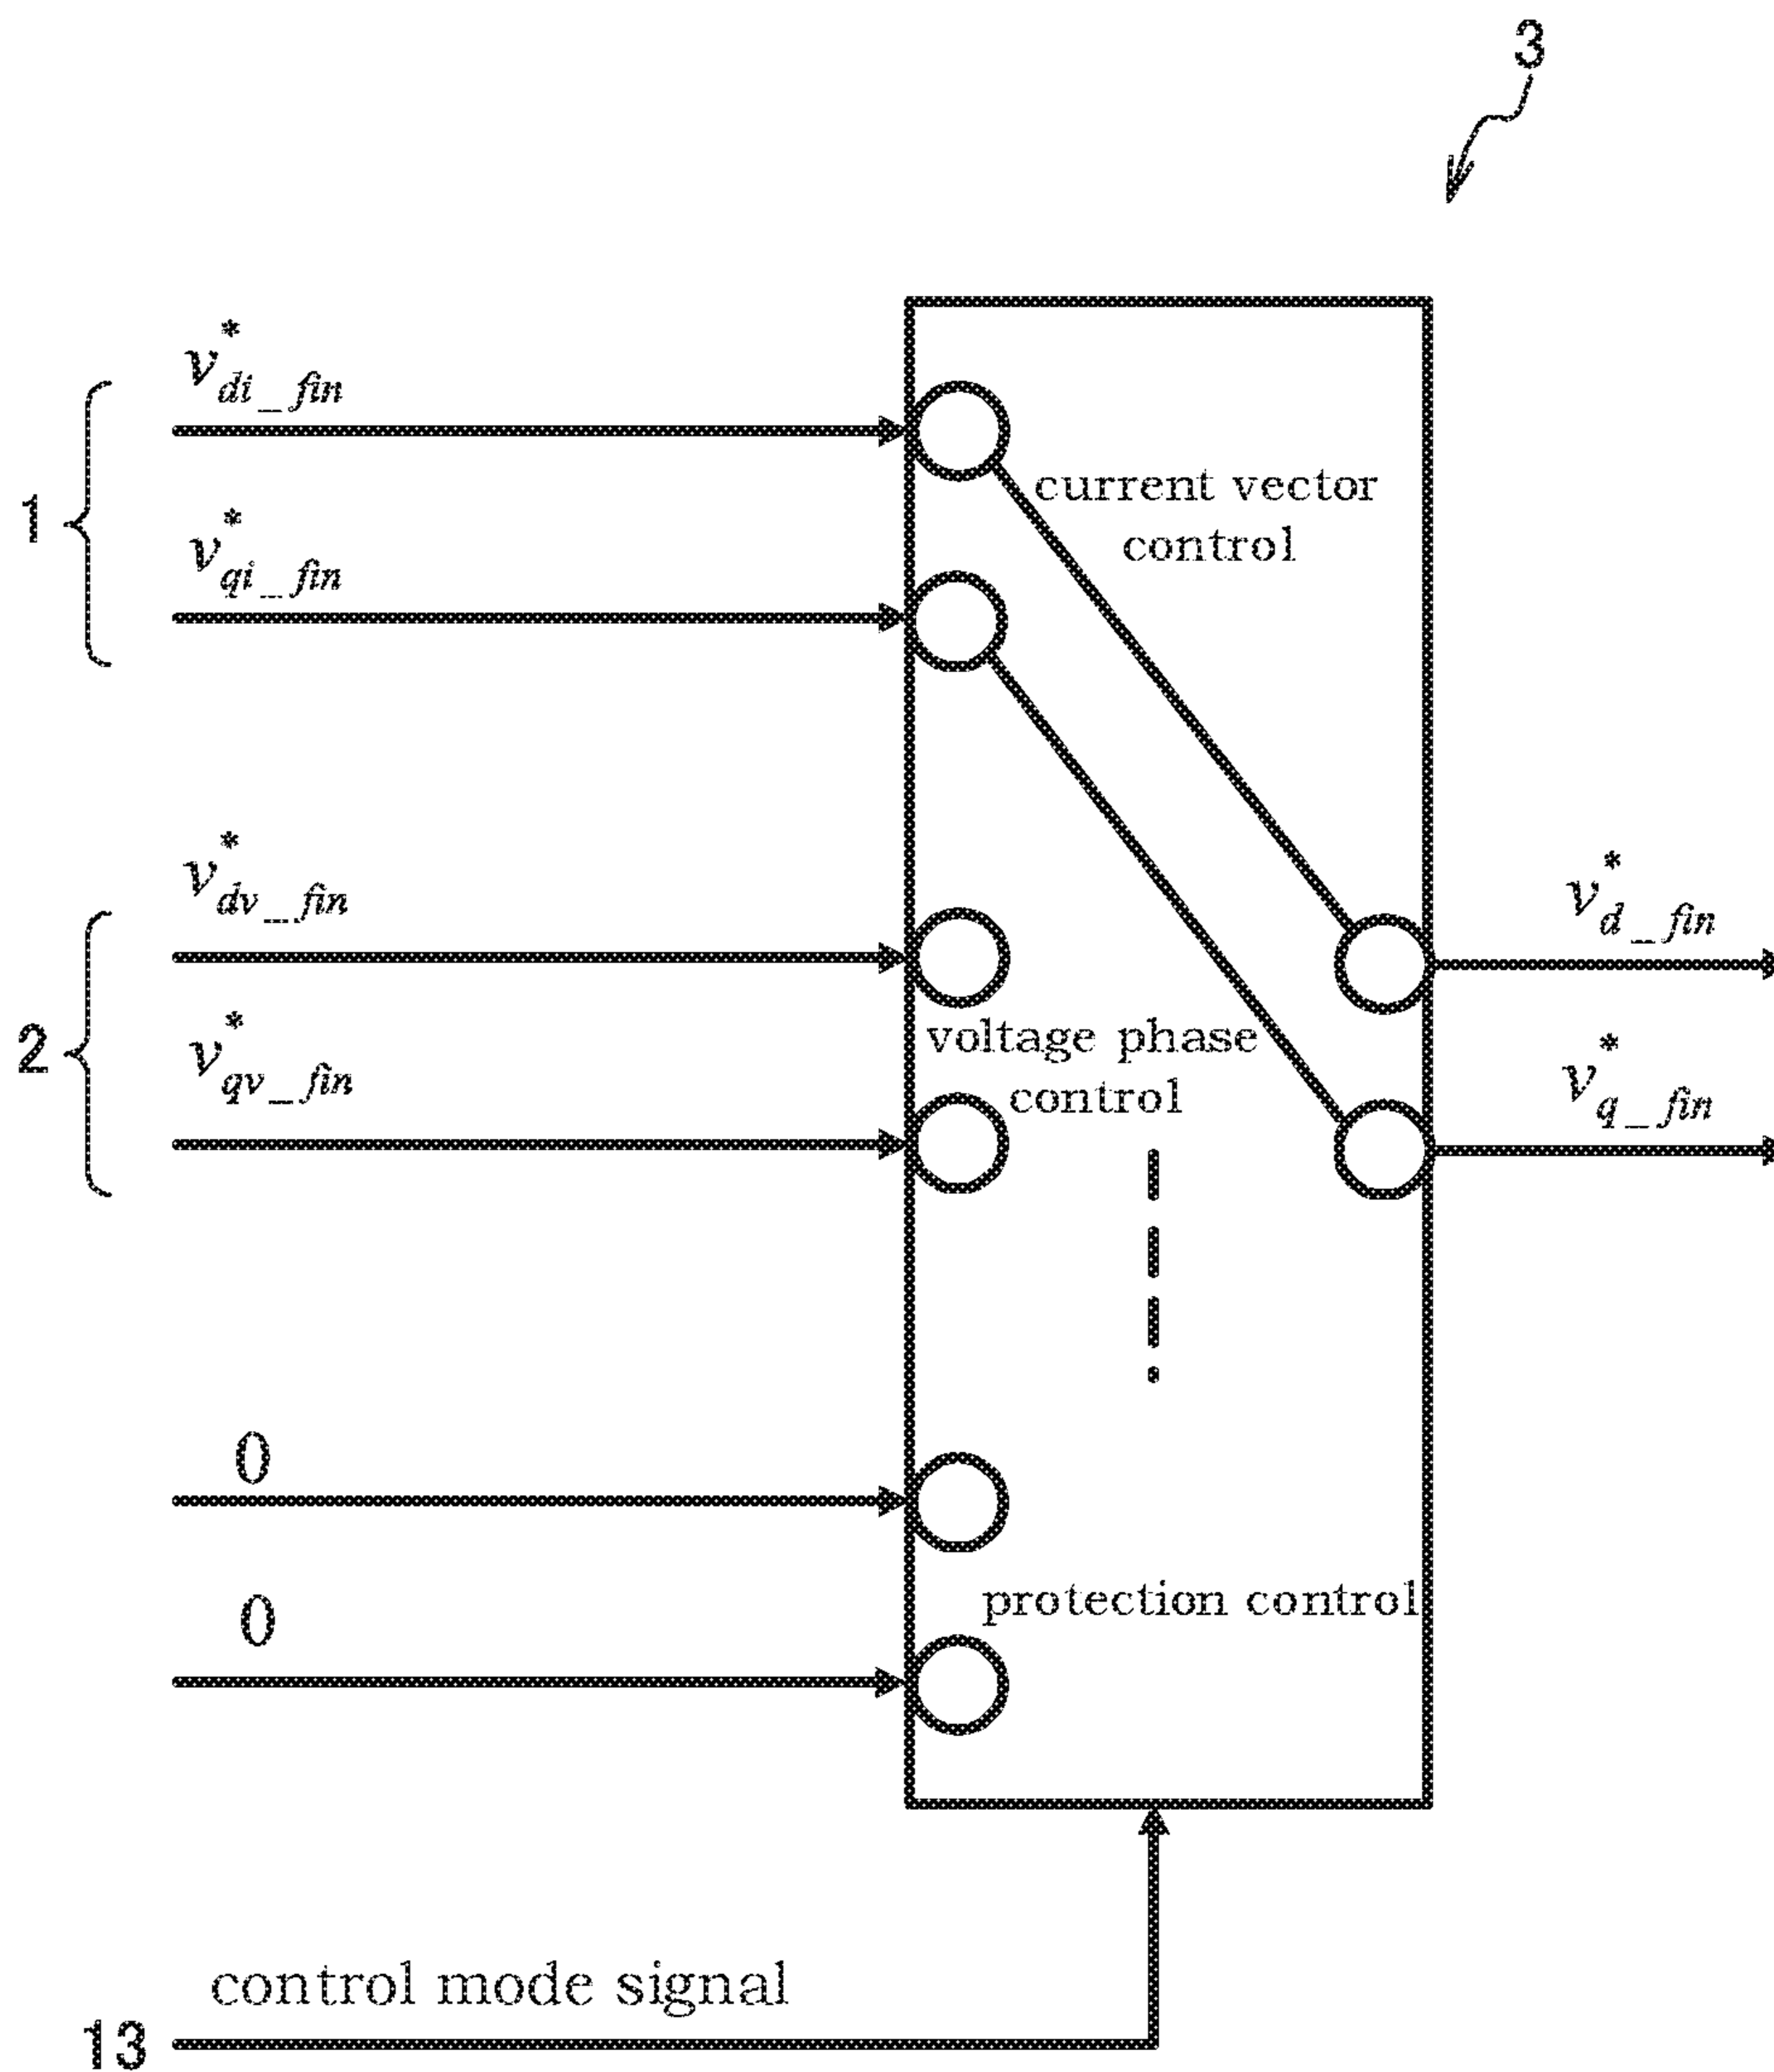 3
v*di_fin
1
current vector
control
v*qi_fin
v*dv_fin
v*d_fin
2
voltage phase
control
v*qv_fin
v*q_fin
0
protection control
0
control mode signal
13